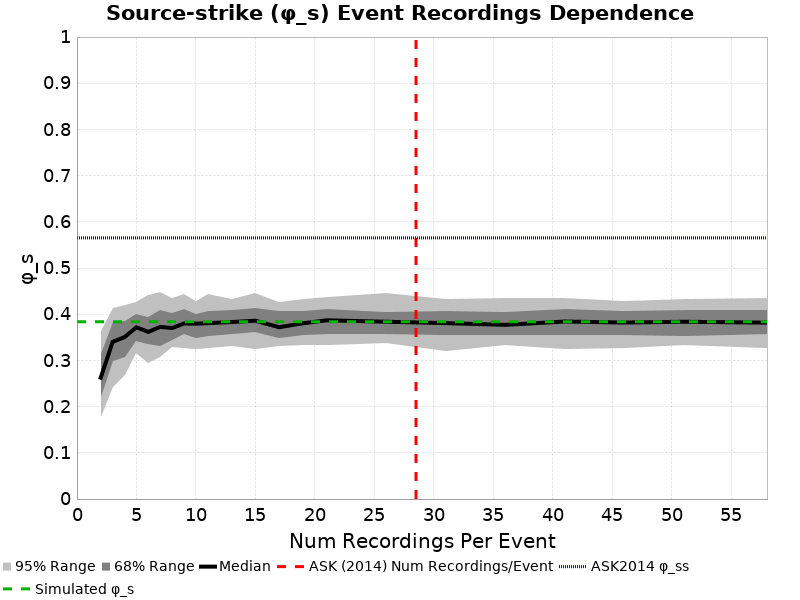 Source-strike (φ_s) Event Recordings Dependence
1
0.9
0.8
0.7
0.6
0.5
0.4
0.3
0.2
0.1
0
φ_s
0 5 10 15 20 25 30 35 40 45 50 55
Num Recordings Per Event
95% Range 68% Range Median ASK (2014) Num Recordings/Event ASK2014 φ_ss
Simulated φ_s